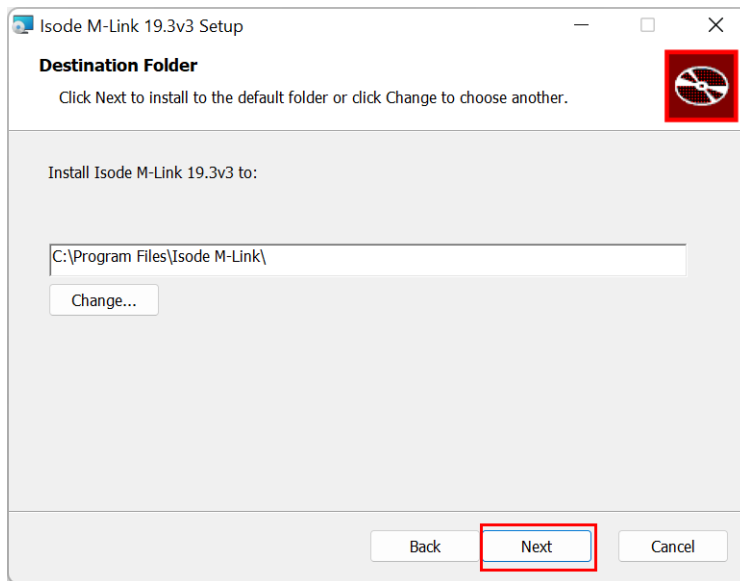 Isode M-Link 19.3v3 Setup
Destination Folder
Click Next to install to the default folder or click Change to choose another.
Install Isode M-Link 19.3v3 to:
C:\Program Files\Isode M-Link\
Change...
Back Next Cancel